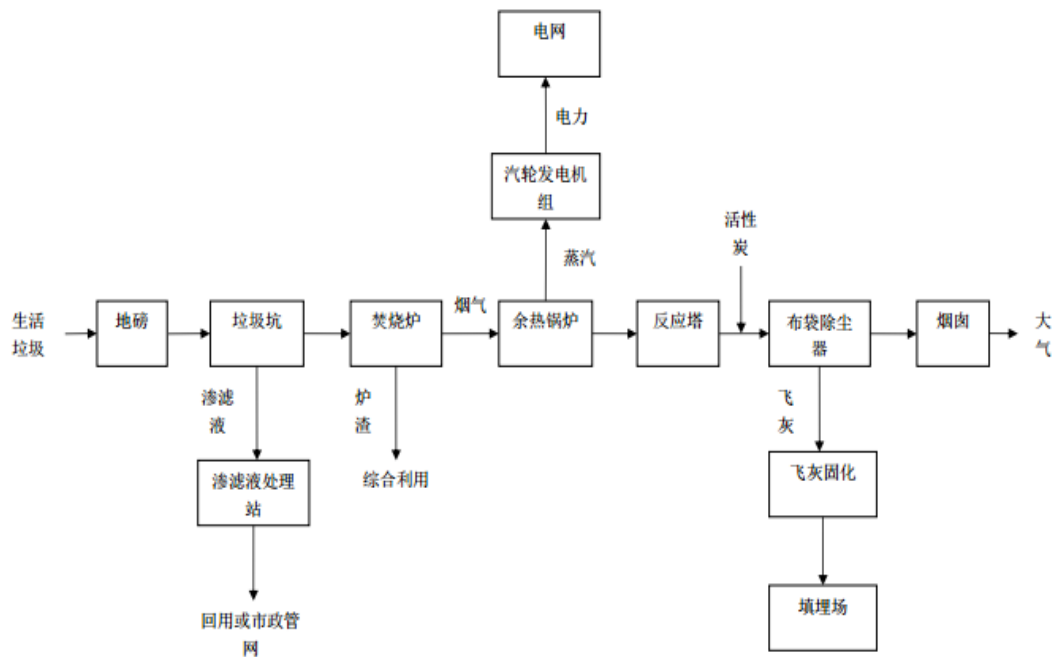 电网
电力
汽轮发电机
组
蒸汽
活性
炭
生活
垃圾
地磅
垃圾坑
焚烧炉
烟气
余热锅炉
反应塔
布袋除尘
器
烟囱
大
气
渗滤
液
炉
渣
飞
灰
渗滤液处理
站
综合利用
飞灰固化
回用或市政管
网
填埋场